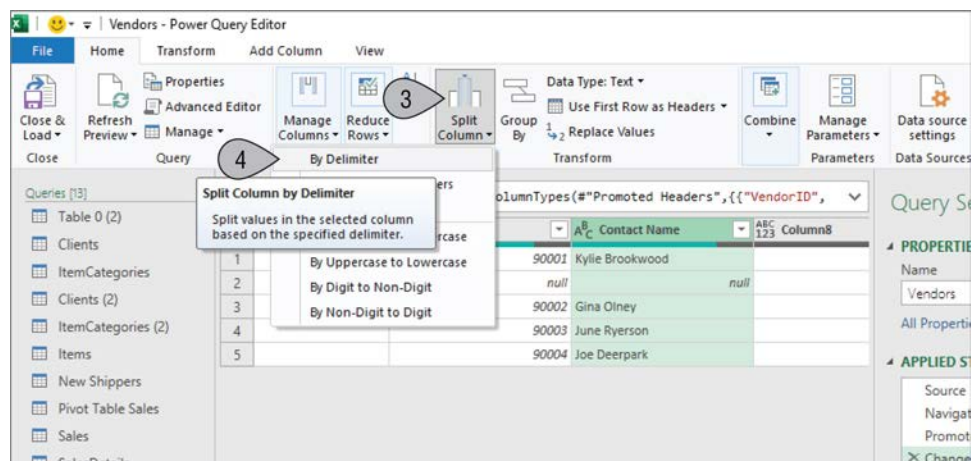 Vendors - Power Query Editor
File Home Transform Add Column View
Close & Load
Refresh Preview
Properties
Advanced Editor
Manage
Manage Columns
Reduce Rows
3
Split Column
Group By
Data Type: Text
Use First Row as Headers
Replace Values
Combine
Manage Parameters
Data source settings
Close Query Transform Parameters Data Sources
4
By Delimiter
Split Column by Delimiter
Split values in the selected column
based on the specified delimiter.
By Uppercase to Lowercase
By Digit to Non-Digit
By Non-Digit to Digit
Queries [13]
Table 0 (2)
Clients
ItemCategories
Clients (2)
ItemCategories (2)
Items
New Shippers
Pivot Table Sales
Sales
olumnTypes(#"Promoted Headers",{{"VendorID",
ABC Contact Name ABC 123 Column8
1 90001 Kylie Brookwood
2 null null
3 90002 Gina Olney
4 90003 June Ryerson
5 90004 Joe Deerpark
Query Se
PROPERTIE
Name
Vendors
All Properti
APPLIED ST
Source
Navigat
Promot
Change